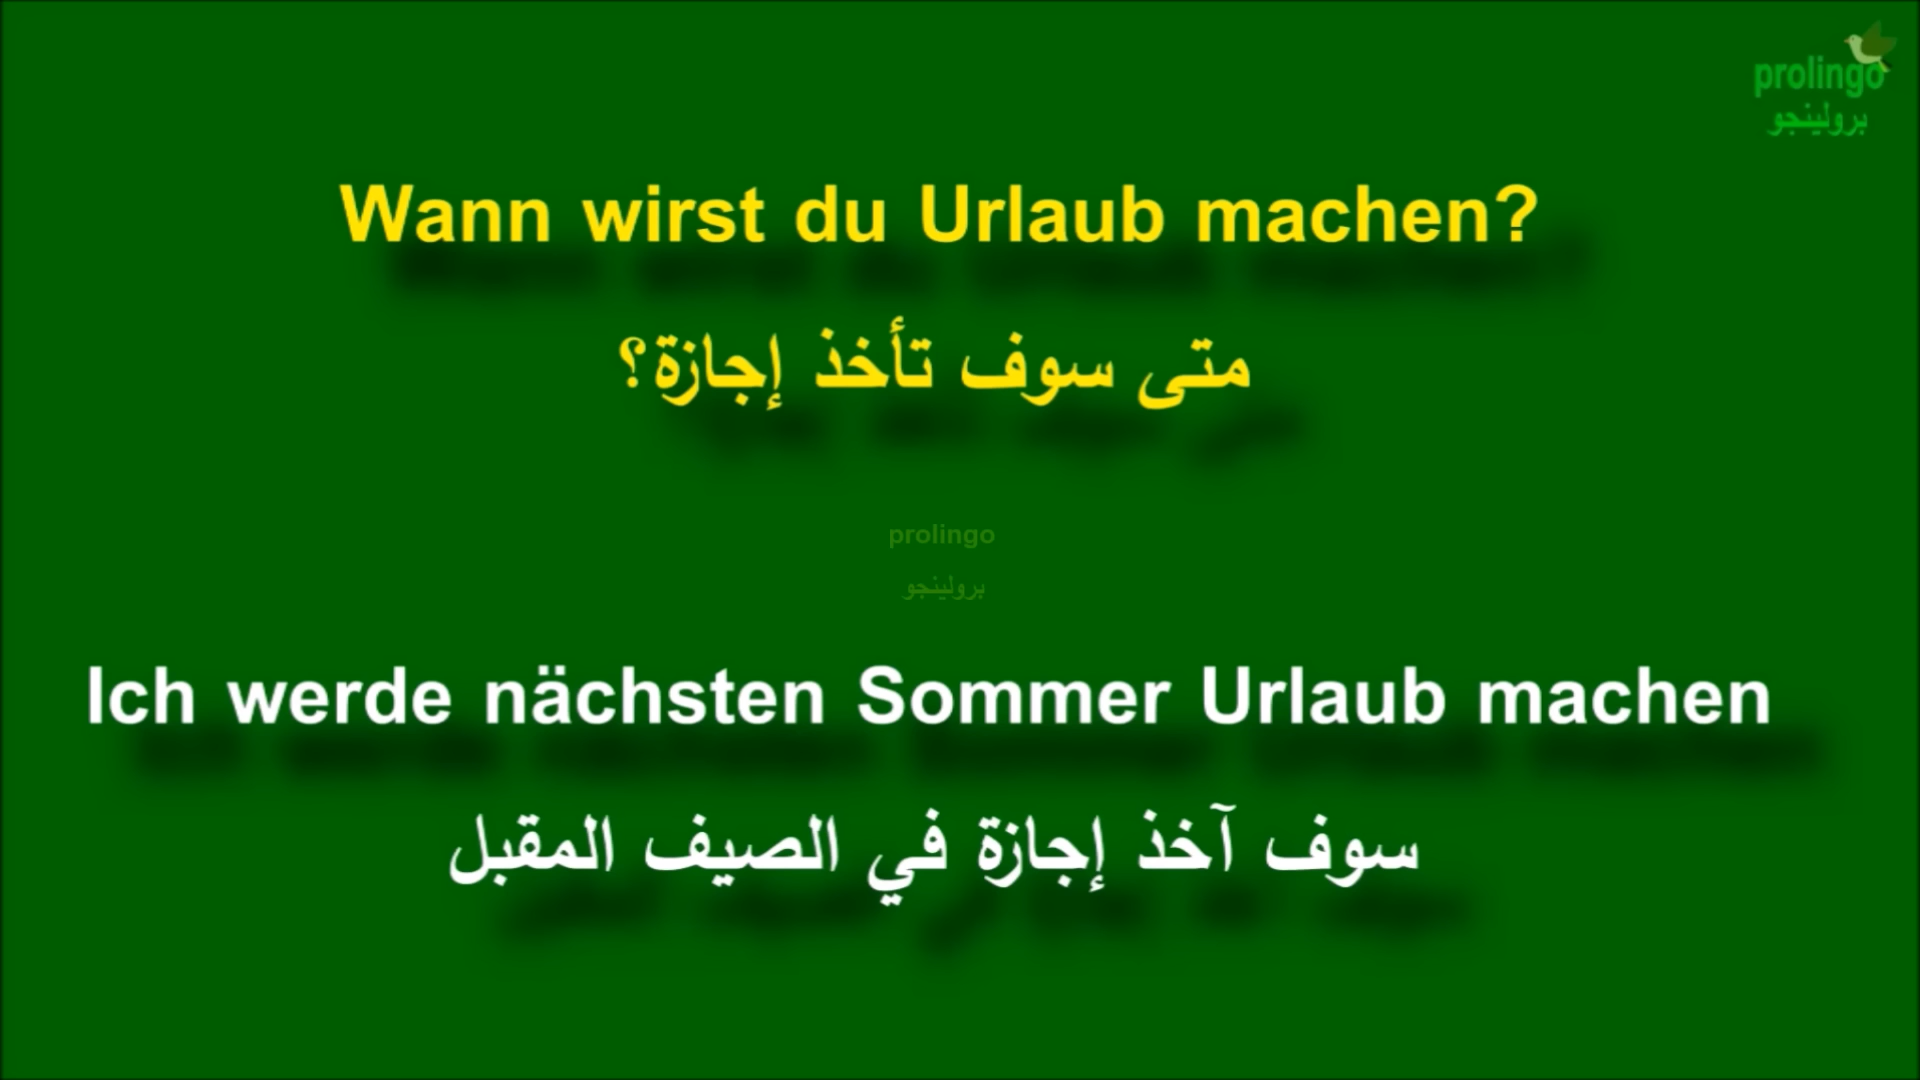 prolingo
برولينجو
Wann wirst du Urlaub machen?
متى سوف تأخذ إجازة؟
prolingo
برولينجو
Ich werde nächsten Sommer Urlaub machen
سوف آخذ إجازة في الصيف المقبل